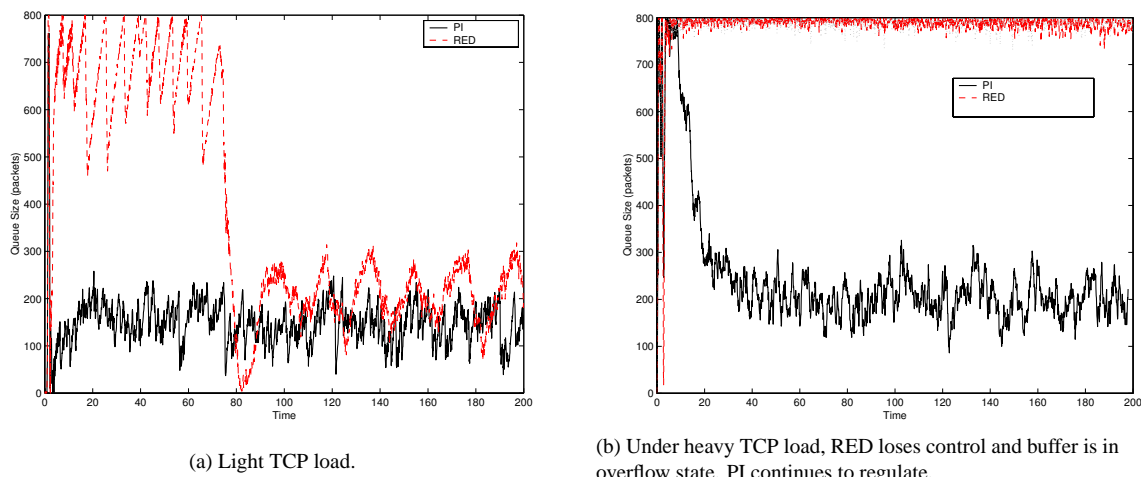 800
700
600
500
400
300
200
100
0
Queue Size (packets)
PI
RED
0 20 40 60 80 100 120 140 160 180 200
Time
(a) Light TCP load.
800
700
600
500
400
300
200
100
0
Queue Size (packets)
PI
RED
0 20 40 60 80 100 120 140 160 180 200
Time
(b) Under heavy TCP load, RED loses control and buffer is in
overflow state. PI continues to regulate